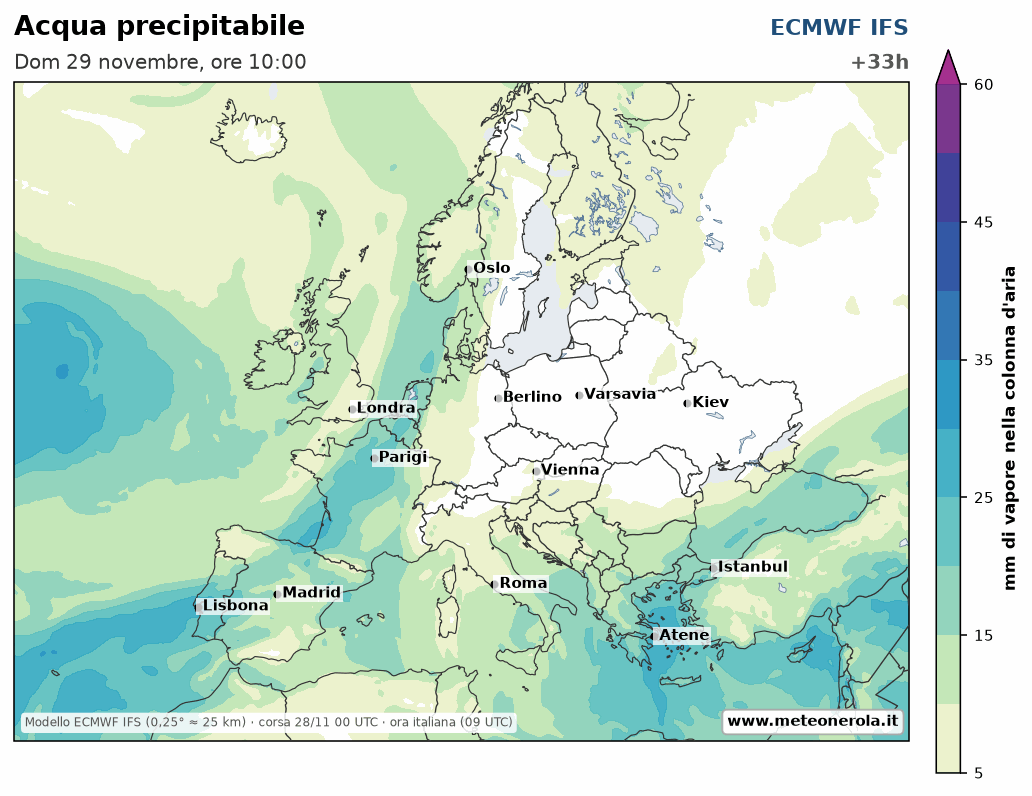 Acqua precipitabile
ECMWF IFS
Dom 29 novembre, ore 10:00
+33h
60
45
35
25
15
5
mm di vapore nella colonna d'aria
Oslo
Berlino
Varsavia
Kiev
Londra
Parigi
Vienna
Istanbul
Roma
Madrid
Lisbona
Atene
Modello ECMWF IFS (0,25° ≈ 25 km) · corsa 28/11 00 UTC · ora italiana (09 UTC)
www.meteonerola.it